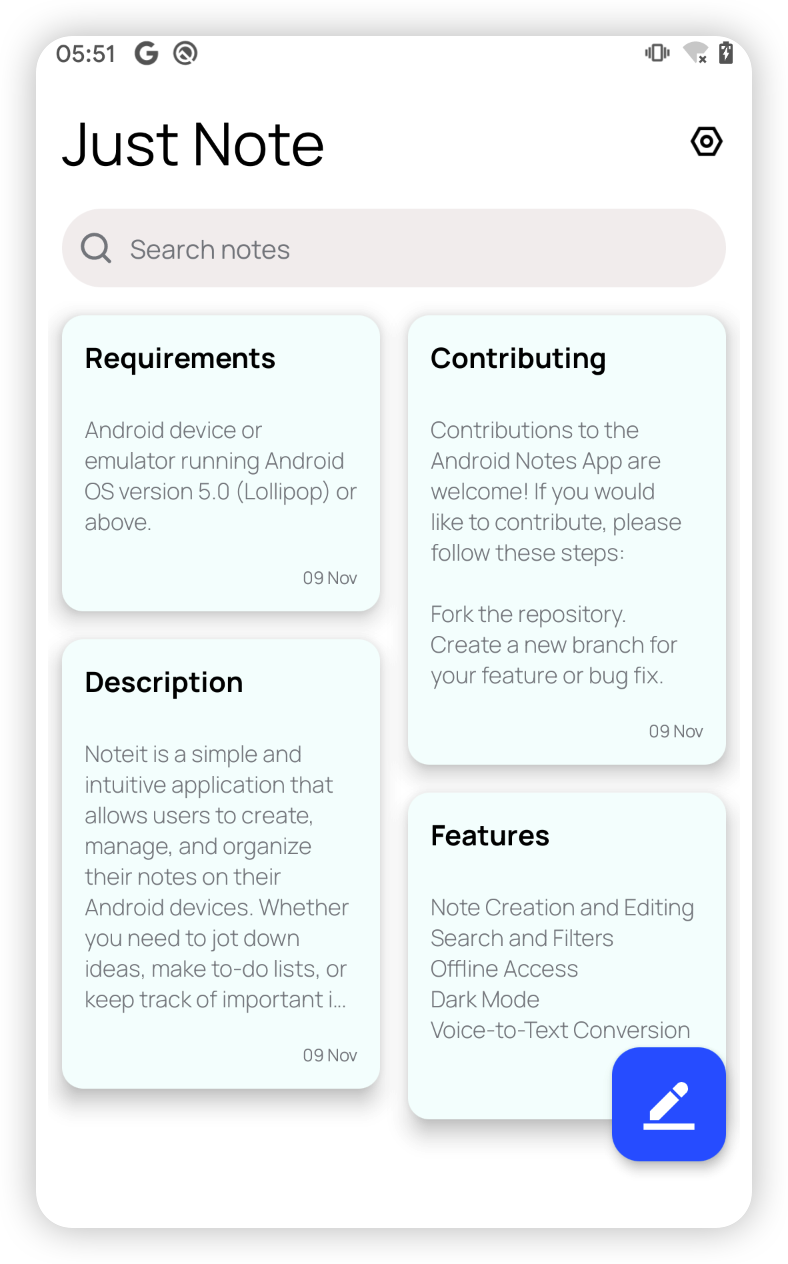 05:51
Just Note
Search notes
Requirements
Android device or
emulator running Android
OS version 5.0 (Lollipop) or
above.
09 Nov
Contributing
Contributions to the
Android Notes App are
welcome! If you would
like to contribute, please
follow these steps:
Fork the repository.
Create a new branch for
your feature or bug fix.
09 Nov
Description
Noteit is a simple and
intuitive application that
allows users to create,
manage, and organize
their notes on their
Android devices. Whether
you need to jot down
ideas, make to-do lists, or
keep track of important i...
09 Nov
Features
Note Creation and Editing
Search and Filters
Offline Access
Dark Mode
Voice-to-Text Conversion